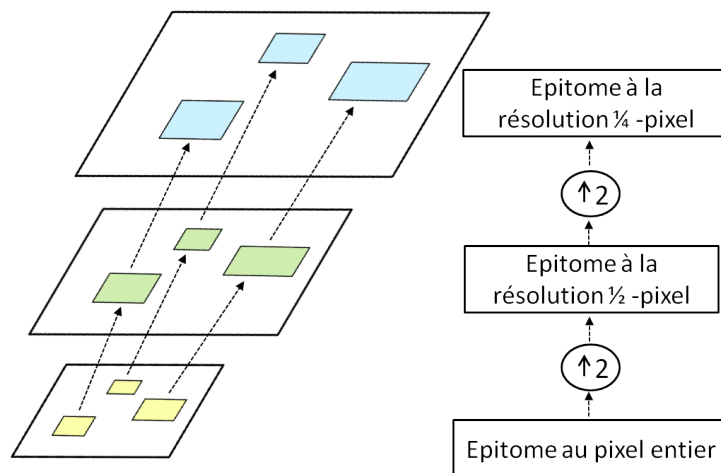 Epitome à la
résolution ¼ -pixel
↑2
Epitome à la
résolution ½ -pixel
↑2
Epitome au pixel entier